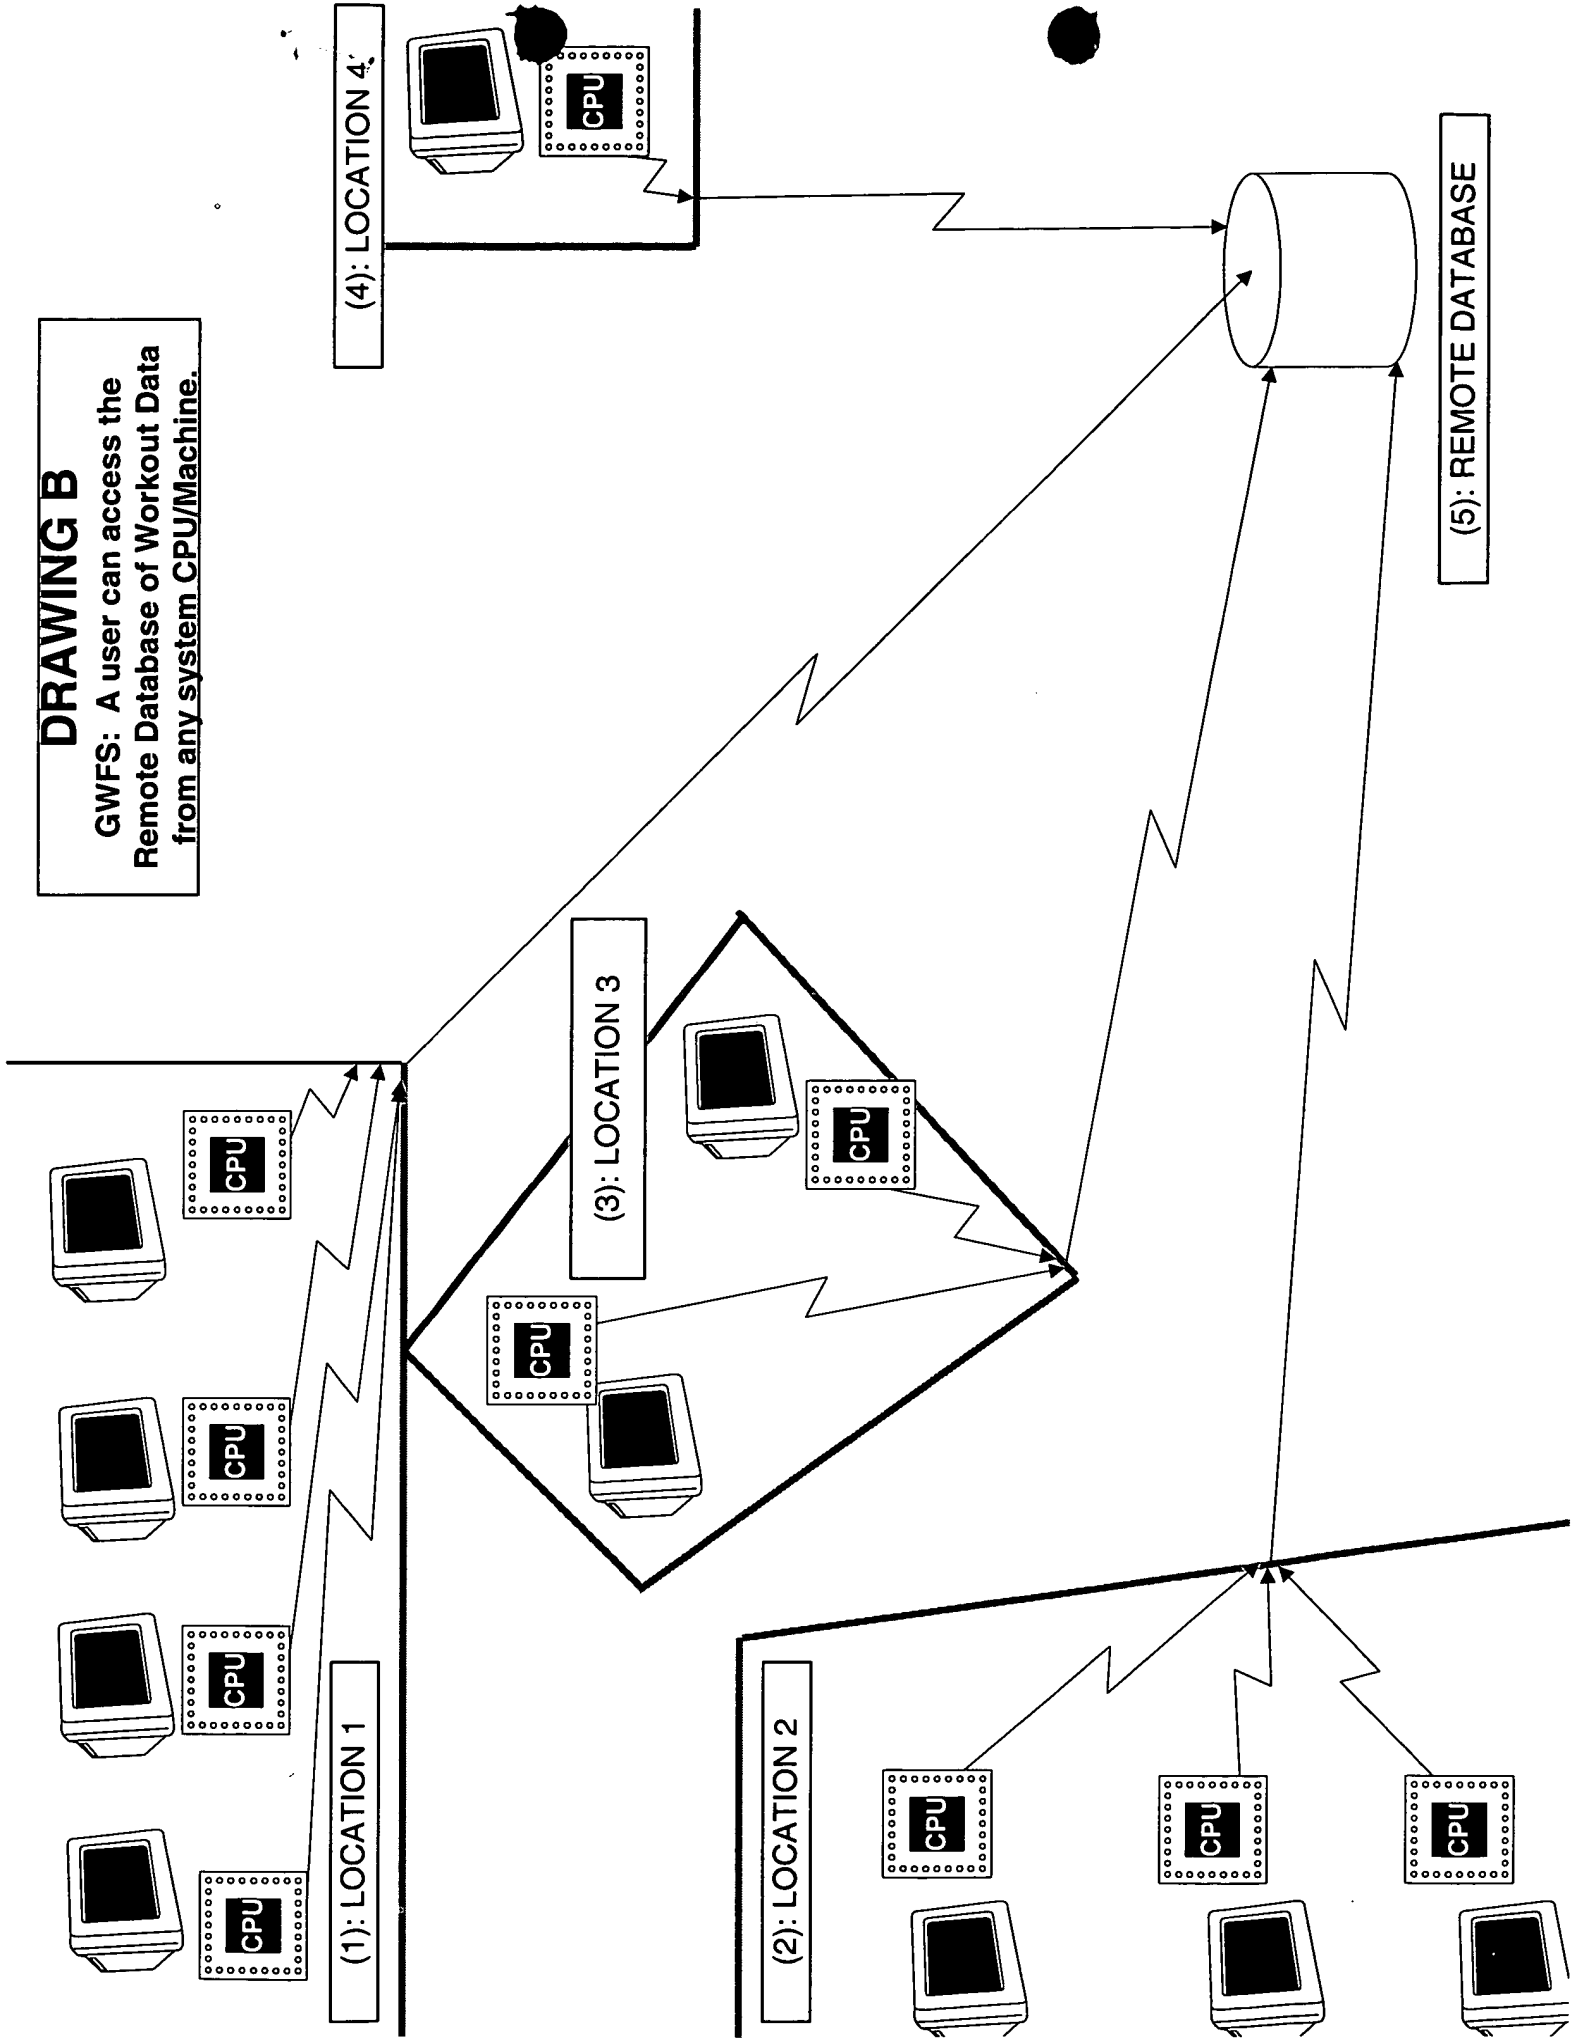 DRAWING B
GWFS: A user can access the
Remote Database of Workout Data
from any system CPU/Machine.
CPU
CPU
CPU
CPU
(1): LOCATION 1
(4): LOCATION 4
CPU
(3): LOCATION 3
CPU
CPU
(2): LOCATION 2
CPU
CPU
CPU
(5): REMOTE DATABASE